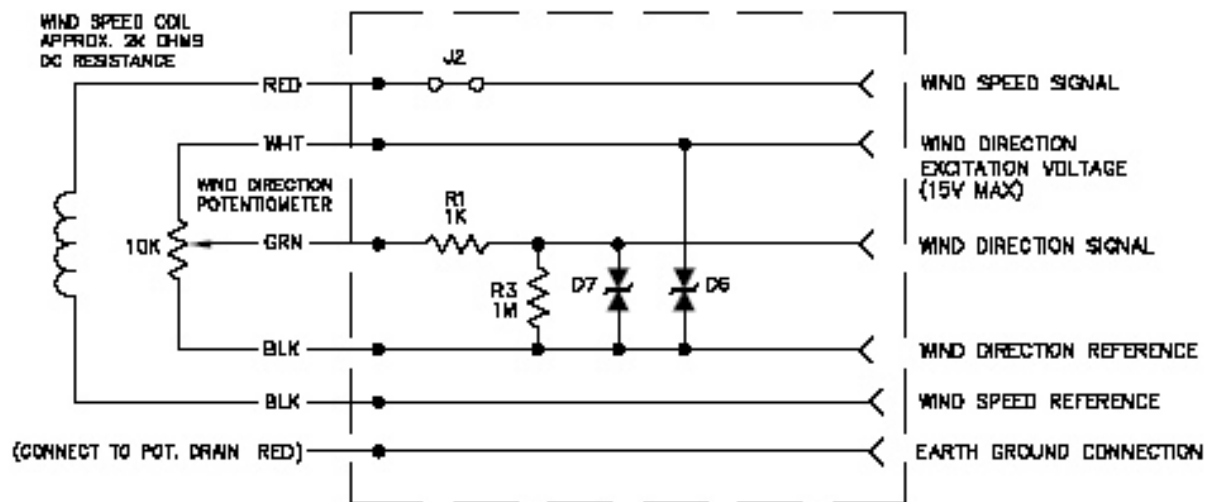 WIND SPEED COIL
APPROX. 2K OHMS
DC RESISTANCE
J2
RED
WIND SPEED SIGNAL
WHT
WIND DIRECTION
EXCITATION VOLTAGE
(15V MAX)
WIND DIRECTION
POTENTIOMETER
R1
1K
10K
GRN
WIND DIRECTION SIGNAL
R3
1M
D7
D6
BLK
WIND DIRECTION REFERENCE
BLK
WIND SPEED REFERENCE
(CONNECT TO POT. DRAIN RED)
EARTH GROUND CONNECTION